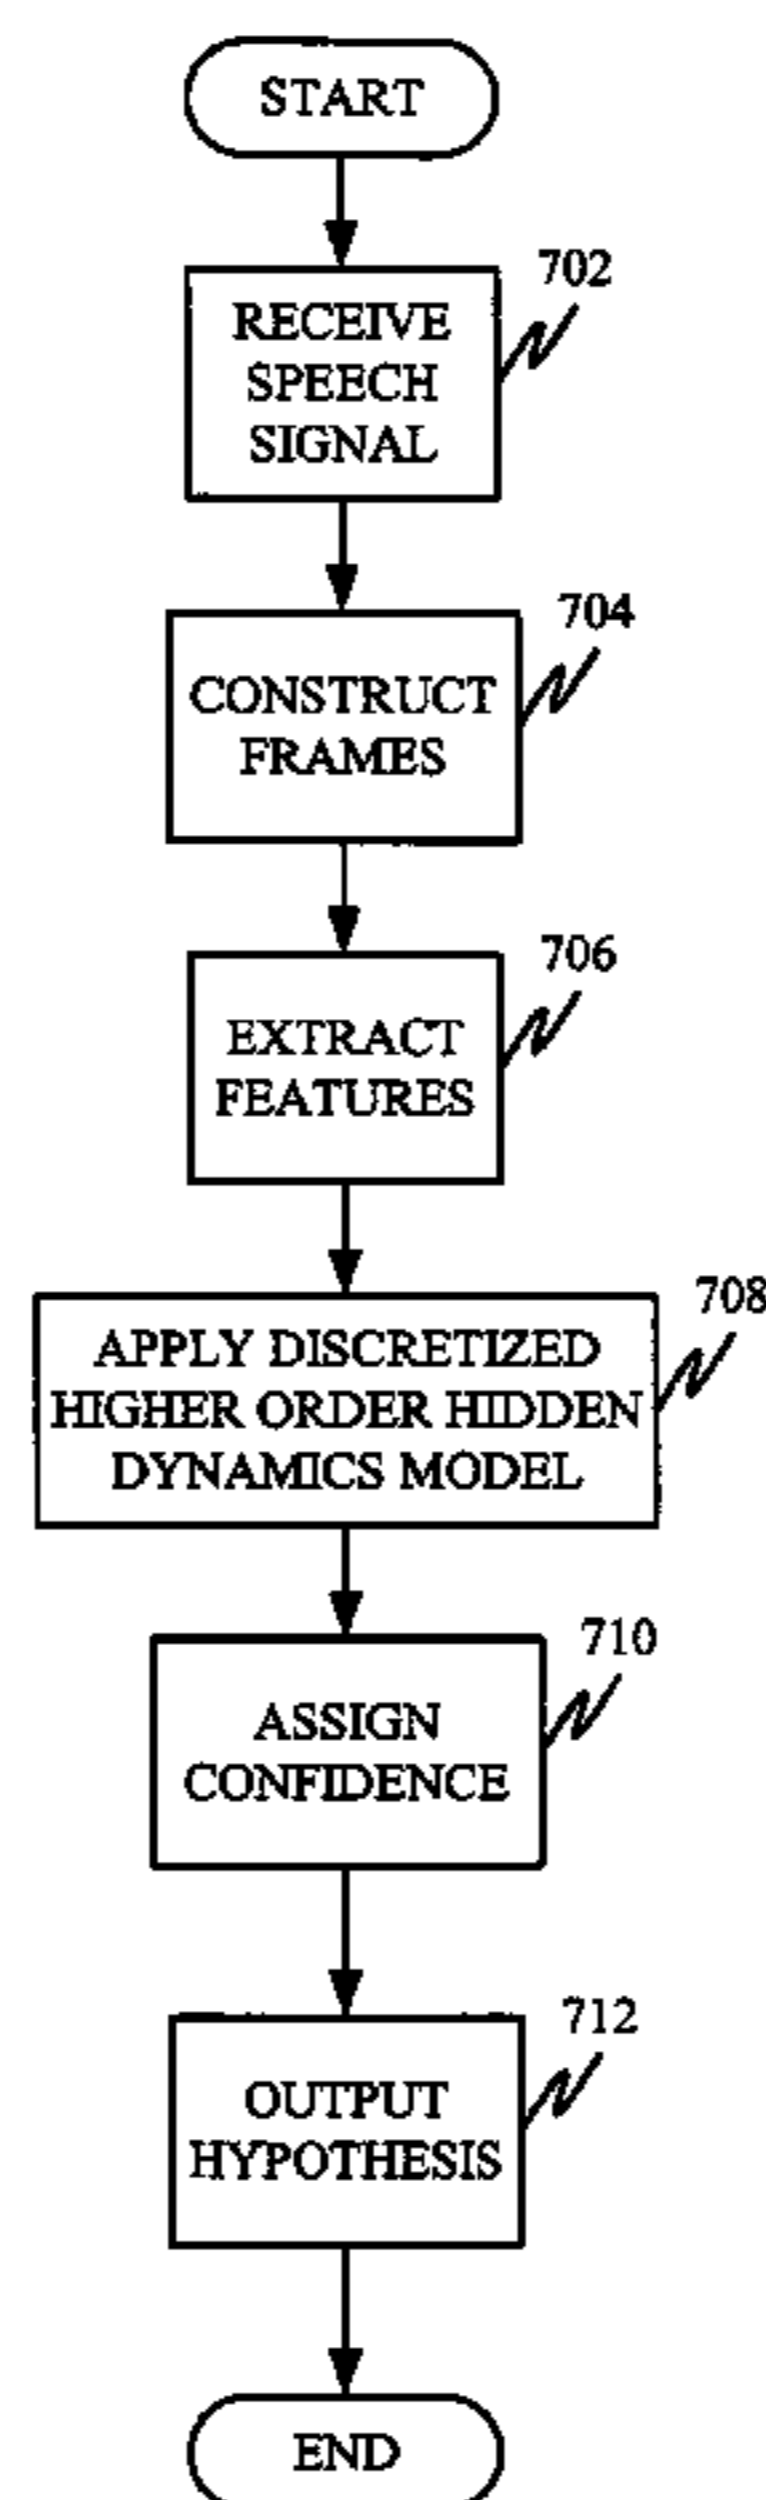 START
702
RECEIVE
SPEECH
SIGNAL
704
CONSTRUCT
FRAMES
706
EXTRACT
FEATURES
708
APPLY DISCRETIZED
HIGHER ORDER HIDDEN
DYNAMICS MODEL
710
ASSIGN
CONFIDENCE
712
OUTPUT
HYPOTHESIS
END